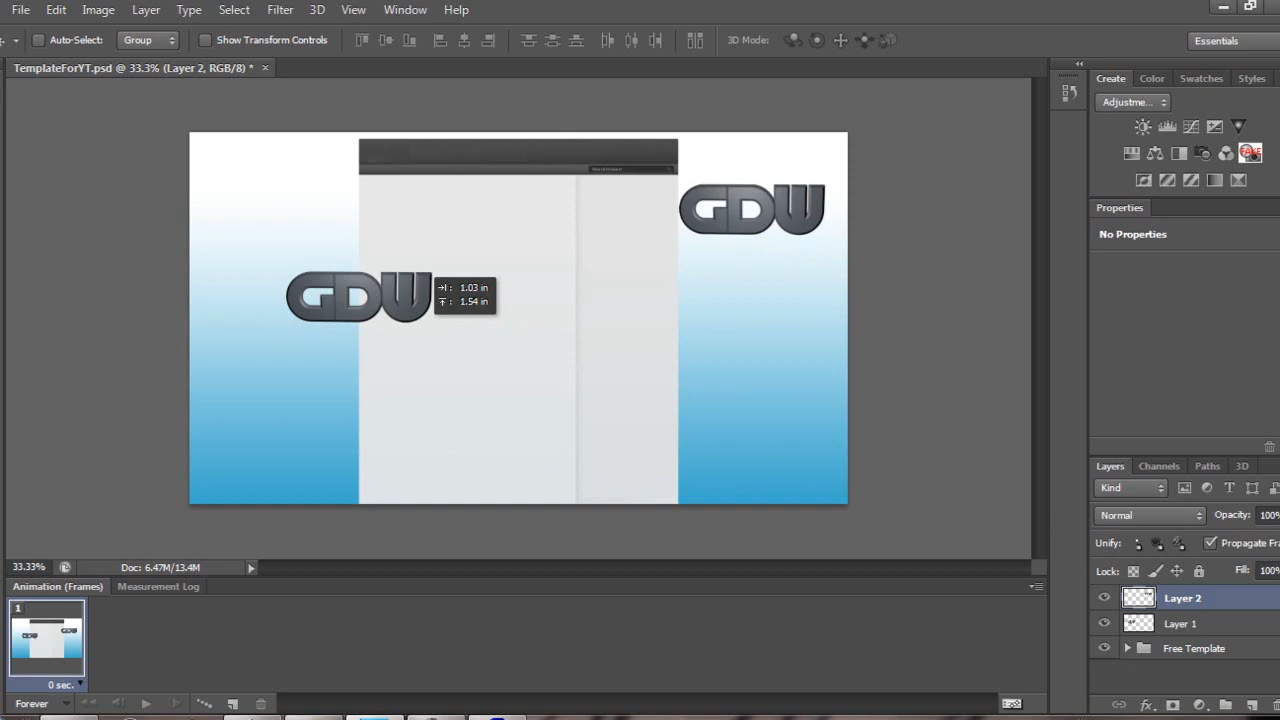 File Edit Image Layer Type Select Filter 3D View Window Help
Auto-Select: Group Show Transform Controls 3D Mode: Essentials
TemplateForYT.psd @ 33.3% (Layer 2, RGB/8) * ×
Create Color Swatches Styles
Adjustme...
FAKE
Properties
No Properties
GDW
GDW
→|: 1.03 in
1.54 in
Layers Channels Paths 3D
Kind
Normal Opacity: 100%
Unify: Propagate Fra
Lock: Fill: 100%
Layer 2
Layer 1
Free Template
33.33% Doc: 6.47M/13.4M
Animation (Frames) Measurement Log
1
0 sec.
Forever